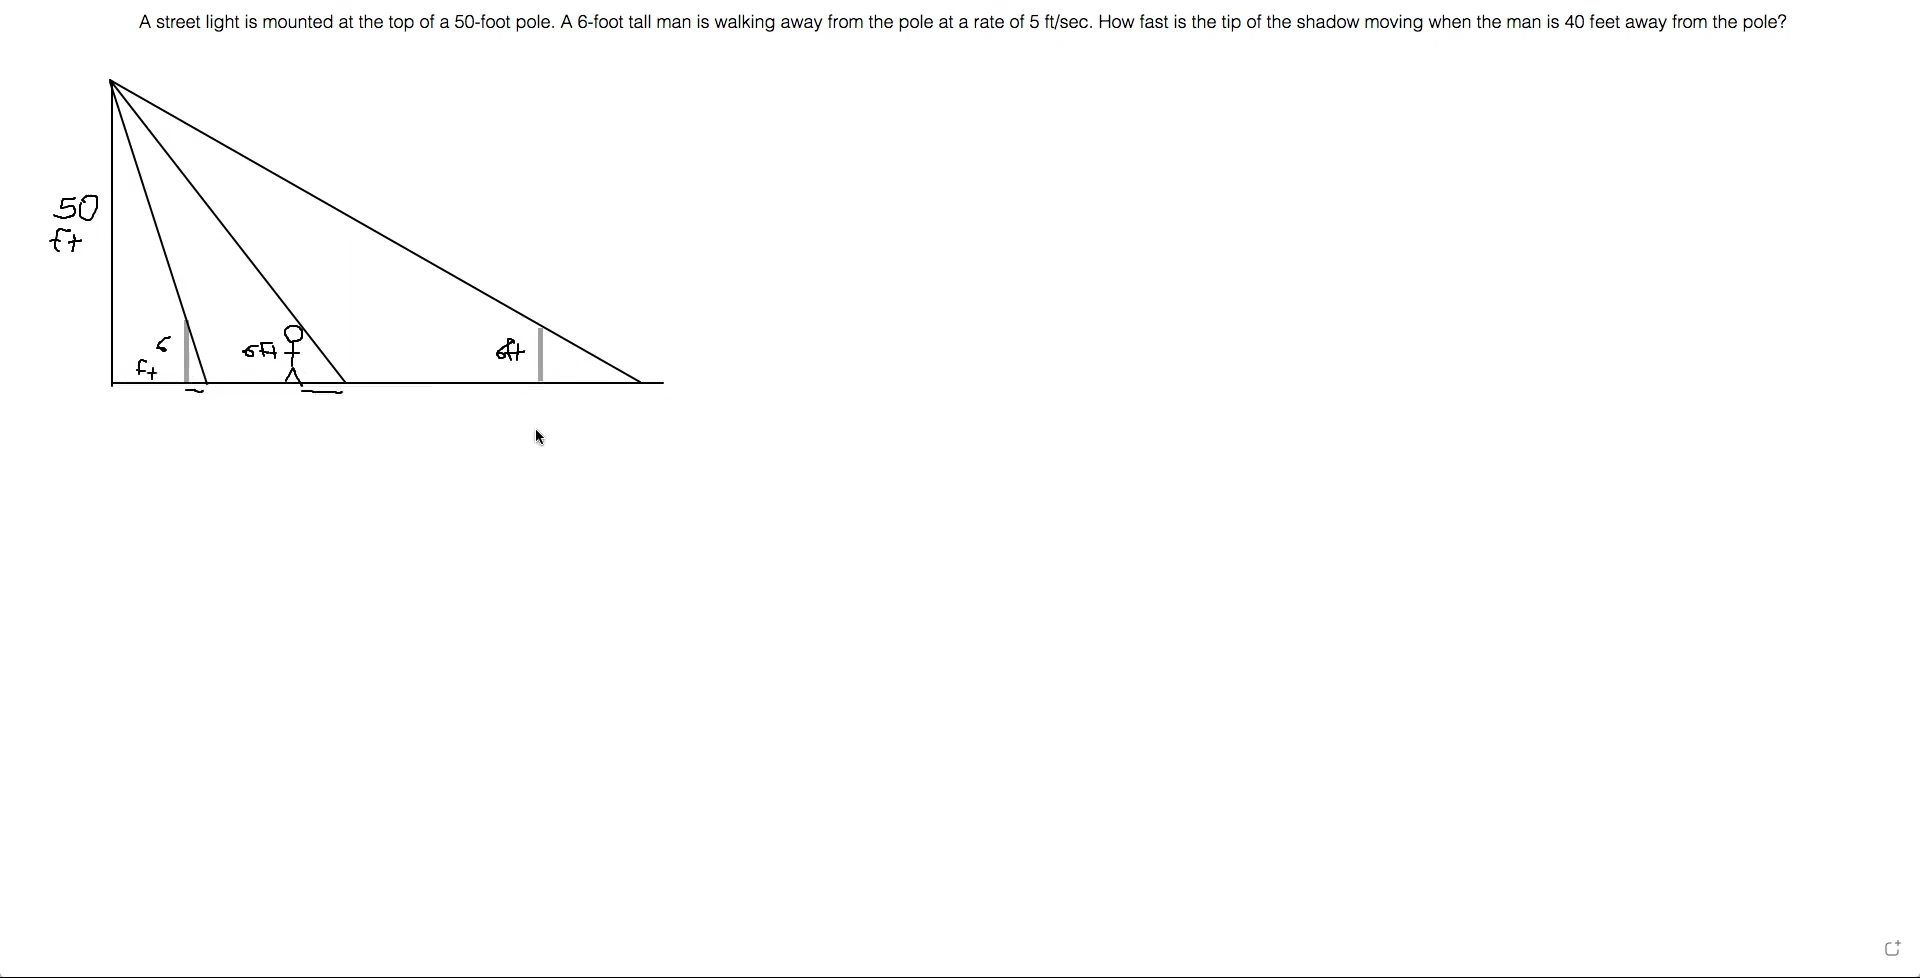 A street light is mounted at the top of a 50-foot pole. A 6-foot tall man is walking away from the pole at a rate of 5 ft/sec. How fast is the tip of the shadow moving when the man is 40 feet away from the pole?
50
ft
6
ft
6ft
6ft